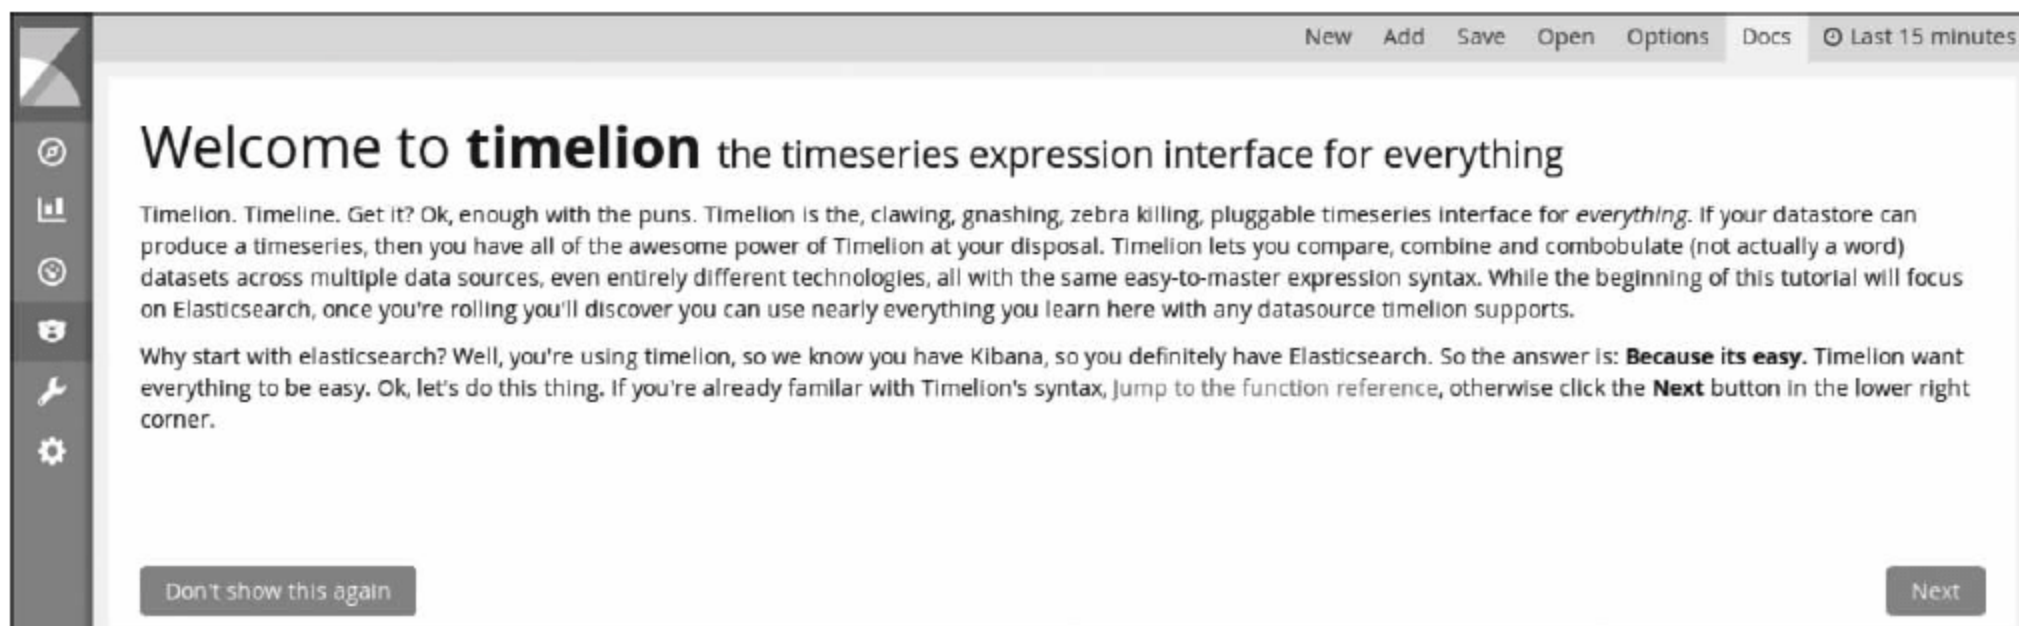 New Add Save Open Options Docs Last 15 minutes
Welcome to timelion the timeseries expression interface for everything
Timelion. Timeline. Get it? Ok, enough with the puns. Timelion is the, clawing, gnashing, zebra killing, pluggable timeseries interface for everything. If your datastore can
produce a timeseries, then you have all of the awesome power of Timelion at your disposal. Timelion lets you compare, combine and combobulate (not actually a word)
datasets across multiple data sources, even entirely different technologies, all with the same easy-to-master expression syntax. While the beginning of this tutorial will focus
on Elasticsearch, once you're rolling you'll discover you can use nearly everything you learn here with any datasource timelion supports.
Why start with elasticsearch? Well, you're using timelion, so we know you have Kibana, so you definitely have Elasticsearch. So the answer is: Because its easy. Timelion want
everything to be easy. Ok, let's do this thing. If you're already familar with Timelion's syntax, Jump to the function reference, otherwise click the Next button in the lower right
corner.
Don't show this again Next